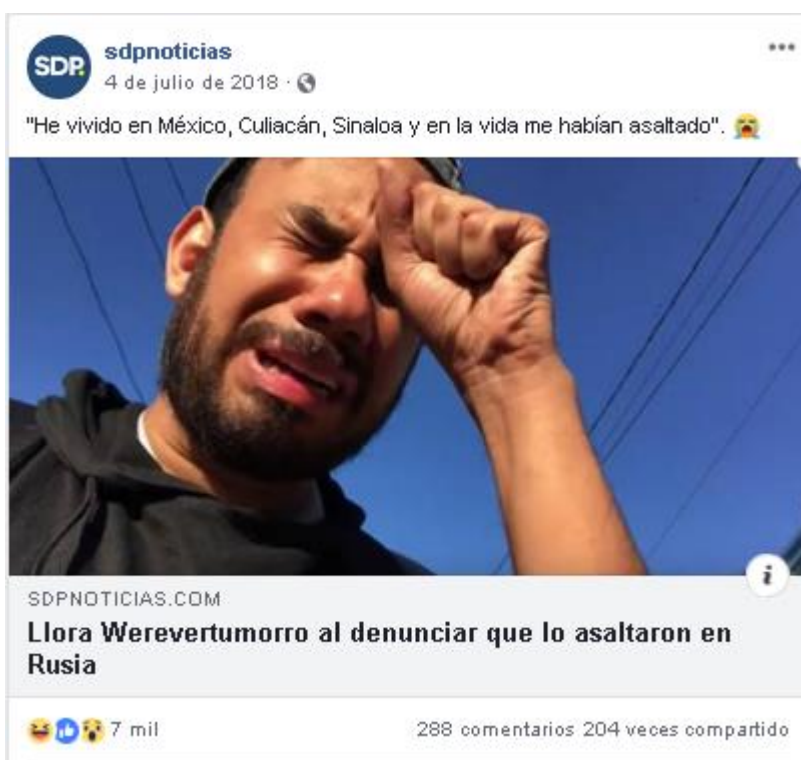 SDP.
sdpnoticias
4 de julio de 2018 ·
"He vivido en México, Culiacán, Sinaloa y en la vida me habían asaltado". 😭
i
SDPNOTICIAS.COM
Llora Werevertumorro al denunciar que lo asaltaron en
Rusia
7 mil
288 comentarios 204 veces compartido